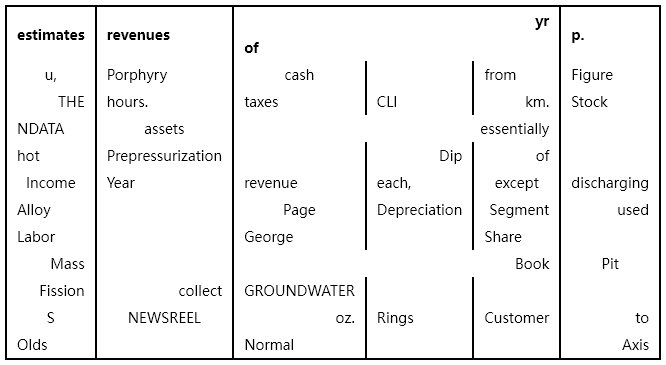 estimates revenues yr of p.
u, Porphyry cash from Figure
THE hours. taxes CLI km. Stock
NDATA assets essentially
hot Prepressurization Dip of
Income Year revenue each, except discharging
Alloy Page Depreciation Segment used
Labor George Share
Mass Book Pit
Fission collect GROUNDWATER
S NEWSREEL oz. Rings Customer to
Olds Normal Axis